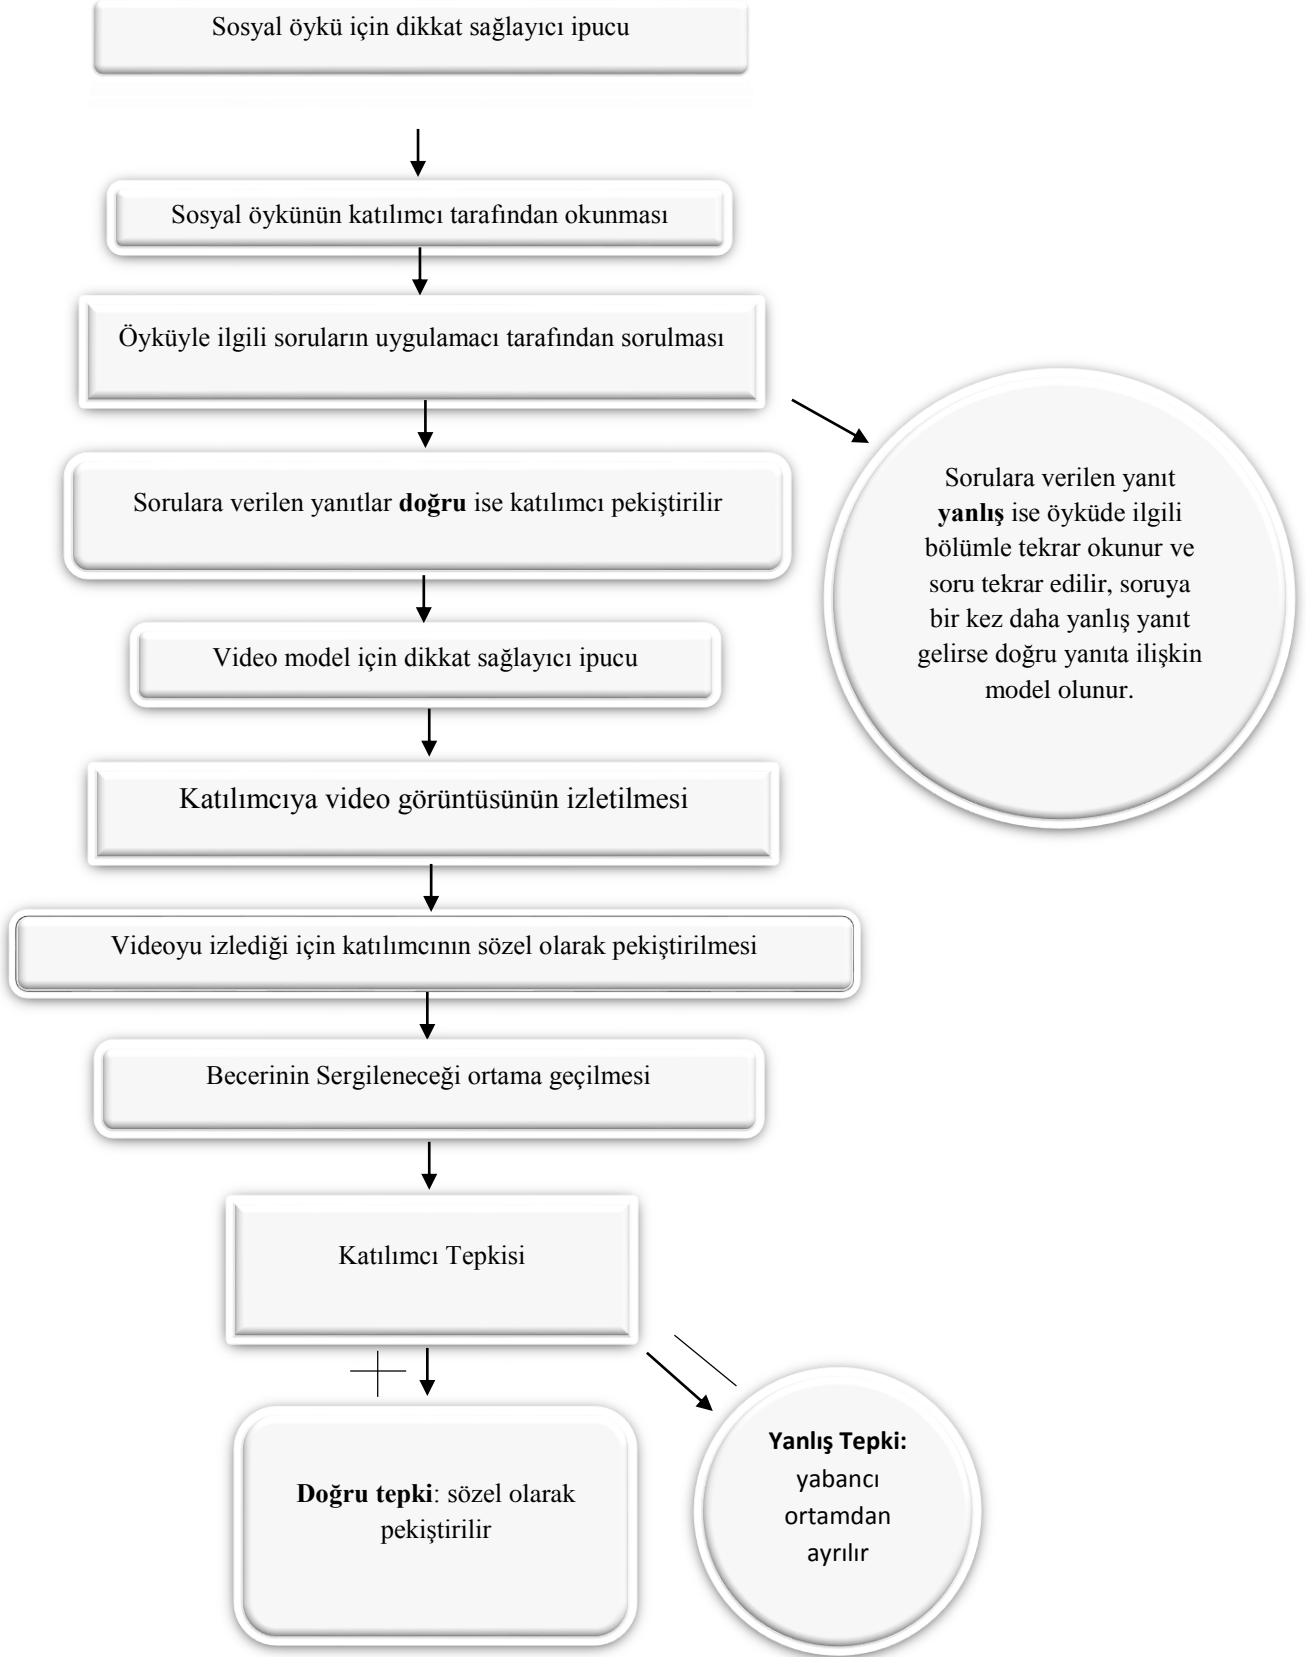 Sosyal öykü için dikkat sağlayıcı ipucu
Sosyal öykünün katılımcı tarafından okunması
Öyküyle ilgili soruların uygulamacı tarafından sorulması
Sorulara verilen yanıtlar doğru ise katılımcı pekiştirilir
Sorulara verilen yanıt
yanlış ise öyküde ilgili
bölümle tekrar okunur ve
soru tekrar edilir, soruya
bir kez daha yanlış yanıt
gelirse doğru yanıta ilişkin
model olunur.
Video model için dikkat sağlayıcı ipucu
Katılımcıya video görüntüsünün izletilmesi
Videoyu izlediği için katılımcının sözel olarak pekiştirilmesi
Becerinin Sergileneceği ortama geçilmesi
Katılımcı Tepkisi
Doğru tepki: sözel olarak
pekiştirilir
Yanlış Tepki:
yabancı
ortamdan
ayrılır